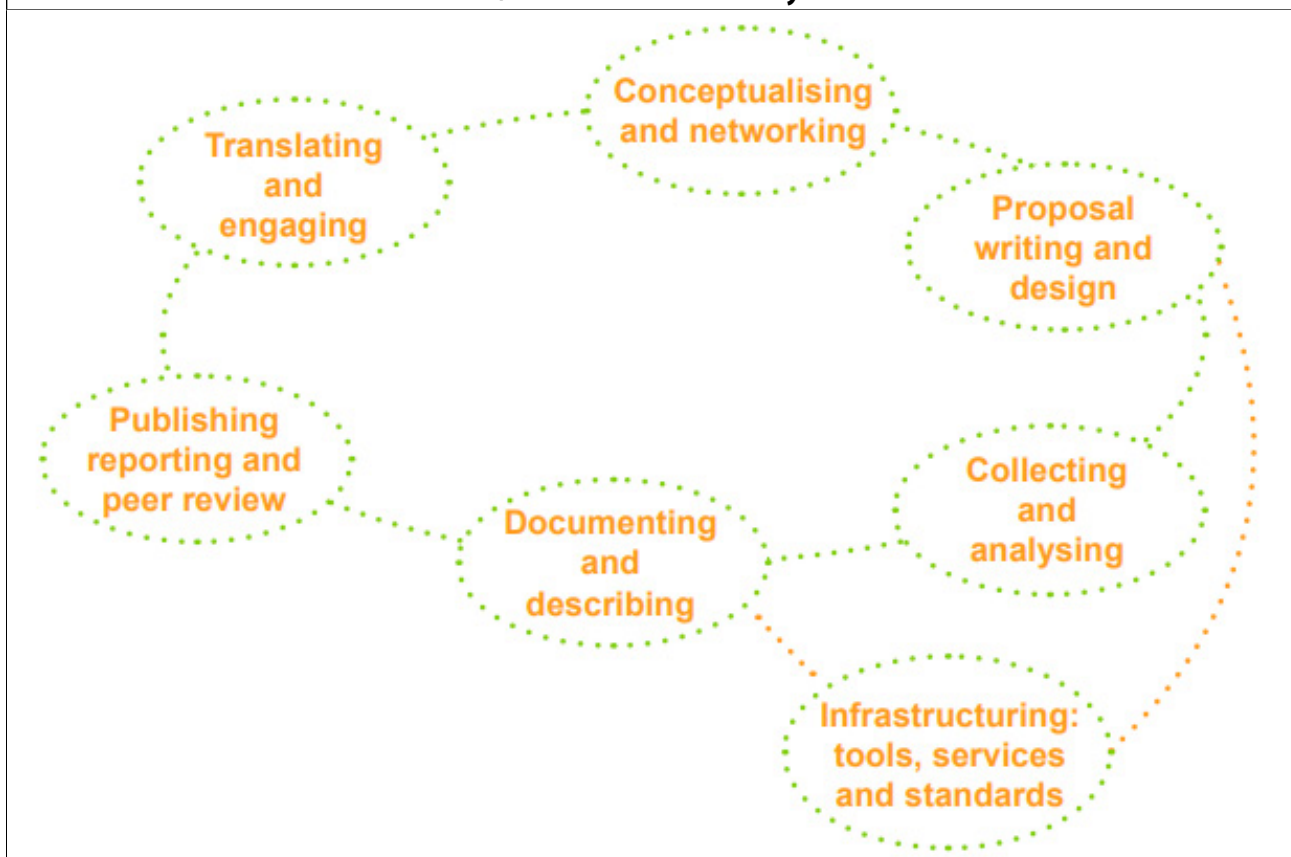 Conceptualising
and networking
Translating
and
engaging
Proposal
writing and
design
Publishing
reporting and
peer review
Collecting
and
analysing
Documenting
and
describing
Infrastructuring:
tools, services
and standards